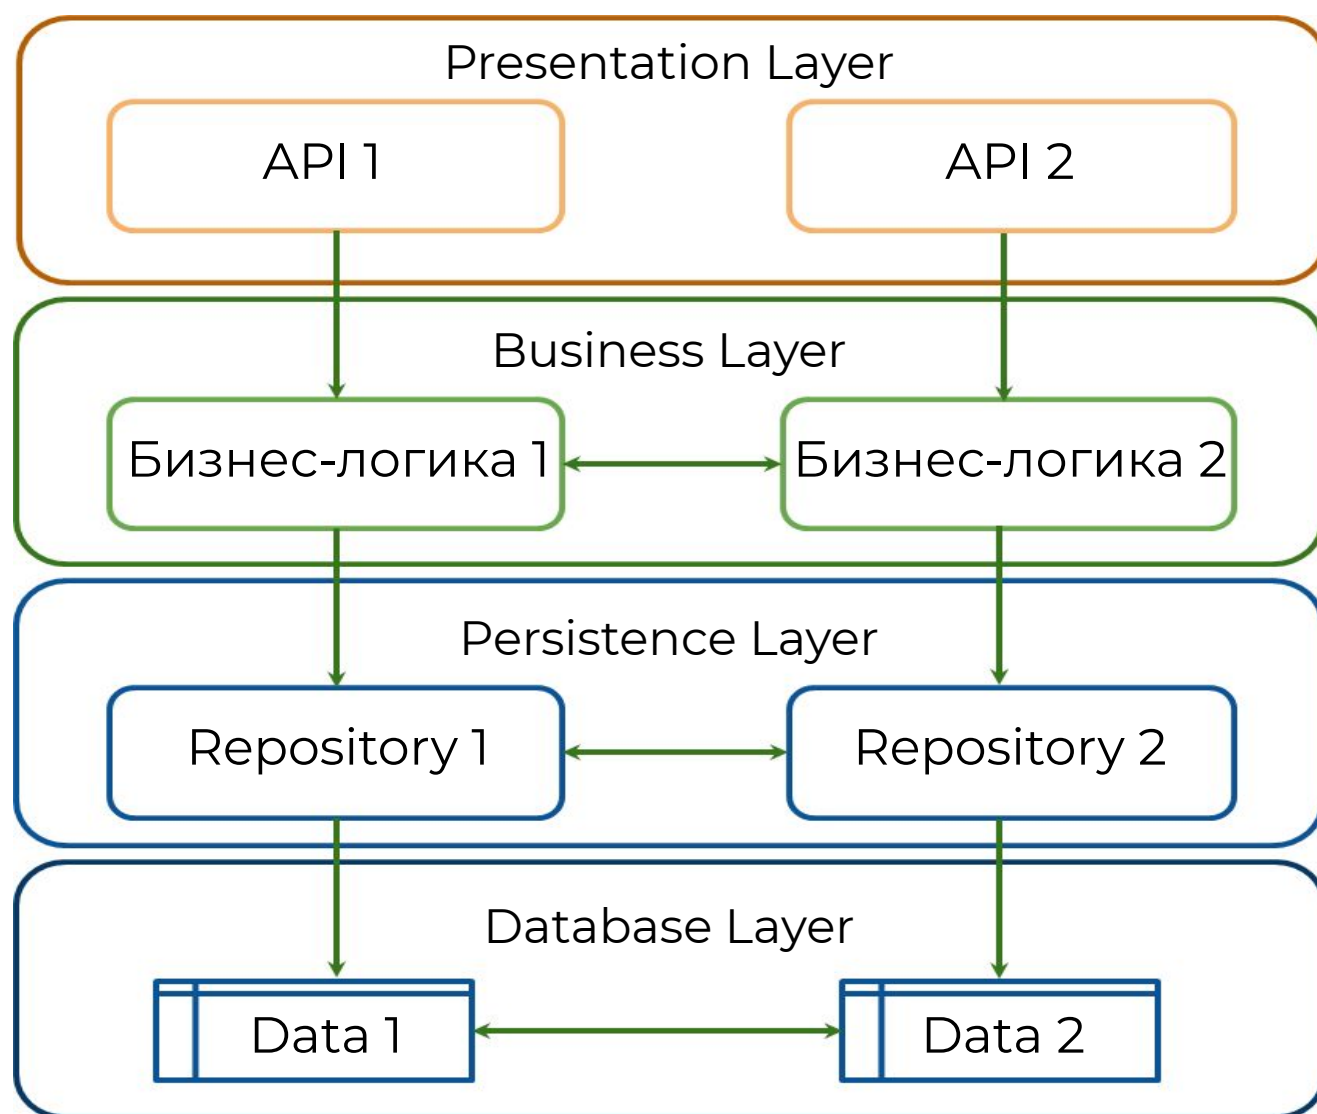 Presentation Layer
API 1
API 2
Business Layer
Бизнес-логика 1
Бизнес-логика 2
Persistence Layer
Repository 1
Repository 2
Database Layer
Data 1
Data 2